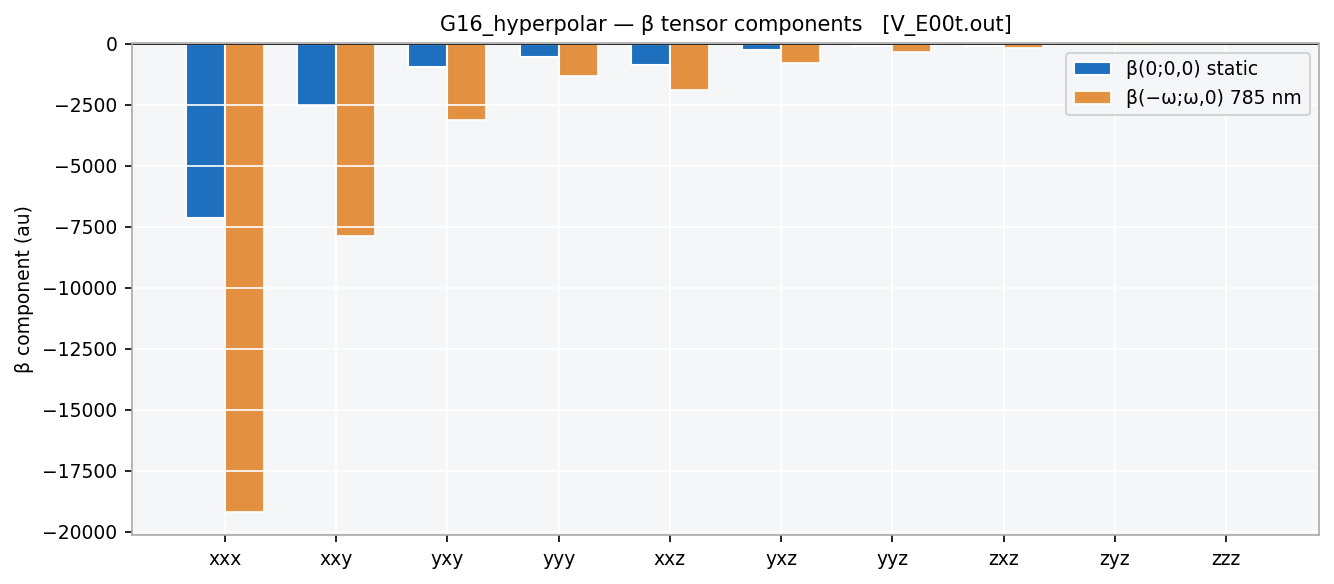 G16_hyperpolar — β tensor components   [V_E00t.out]
β component (au)
0
−2500
−5000
−7500
−10000
−12500
−15000
−17500
−20000
β(0;0,0) static
β(−ω;ω,0) 785 nm
xxx xxy yxy yyy xxz yxz yyz zxz zyz zzz